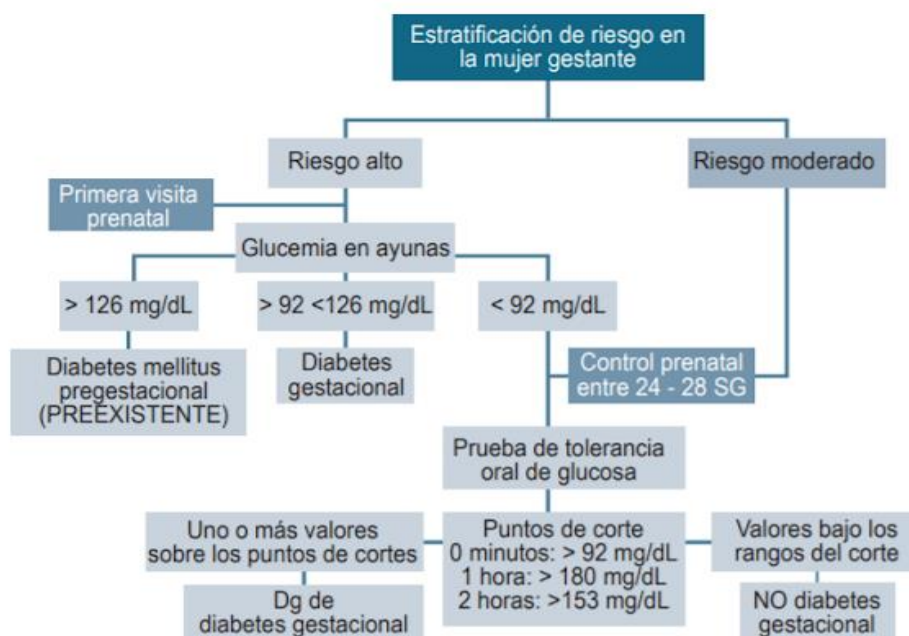 Estratificación de riesgo en
la mujer gestante
Riesgo alto
Riesgo moderado
Primera visita
prenatal
Glucemia en ayunas
> 126 mg/dL
> 92 <126 mg/dL
< 92 mg/dL
Diabetes mellitus
pregestacional
(PREEXISTENTE)
Diabetes
gestacional
Control prenatal
entre 24 - 28 SG
Prueba de tolerancia
oral de glucosa
Uno o más valores
sobre los puntos de cortes
Puntos de corte
0 minutos: > 92 mg/dL
1 hora: > 180 mg/dL
2 horas: >153 mg/dL
Valores bajo los
rangos del corte
Dg de
diabetes gestacional
NO diabetes
gestacional